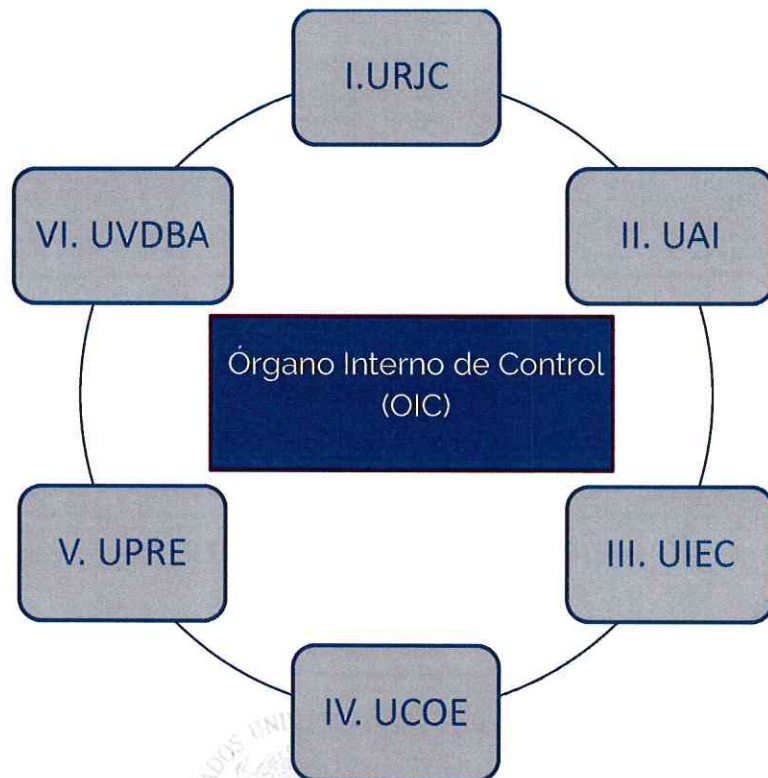 I.URJC
II. UAI
III. UIEC
IV. UCOE
V. UPRE
VI. UVDBA
Órgano Interno de Control
(OIC)